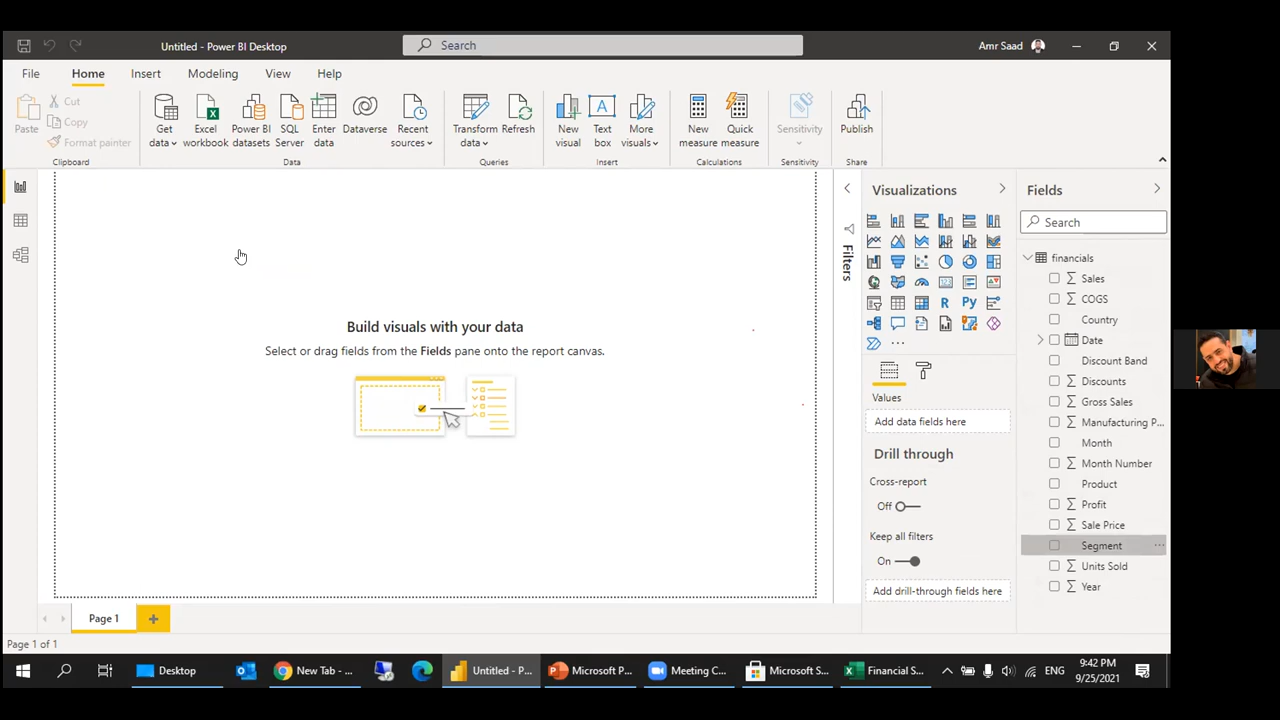 Untitled - Power BI Desktop
Search
Amr Saad
File
Home
Insert
Modeling
View
Help
Paste
Cut
Copy
Format painter
Clipboard
Get data
Excel workbook
Power BI datasets
SQL Server
Enter data
Dataverse
Recent sources
Data
Transform data
Refresh
Queries
New visual
Text box
More visuals
Insert
New measure
Quick measure
Calculations
Sensitivity
Sensitivity
Publish
Share
Build visuals with your data
Select or drag fields from the Fields pane onto the report canvas.
Filters
Visualizations
R
Py
Values
Add data fields here
Drill through
Cross-report
Off
Keep all filters
On
Add drill-through fields here
Fields
Search
financials
Sales
COGS
Country
Date
Discount Band
Discounts
Gross Sales
Manufacturing P...
Month
Month Number
Product
Profit
Sale Price
Segment
Units Sold
Year
Page 1
Page 1 of 1
Desktop
New Tab - ...
Untitled - P...
Microsoft P...
Meeting C...
Microsoft S...
Financial S...
ENG
9:42 PM
9/25/2021